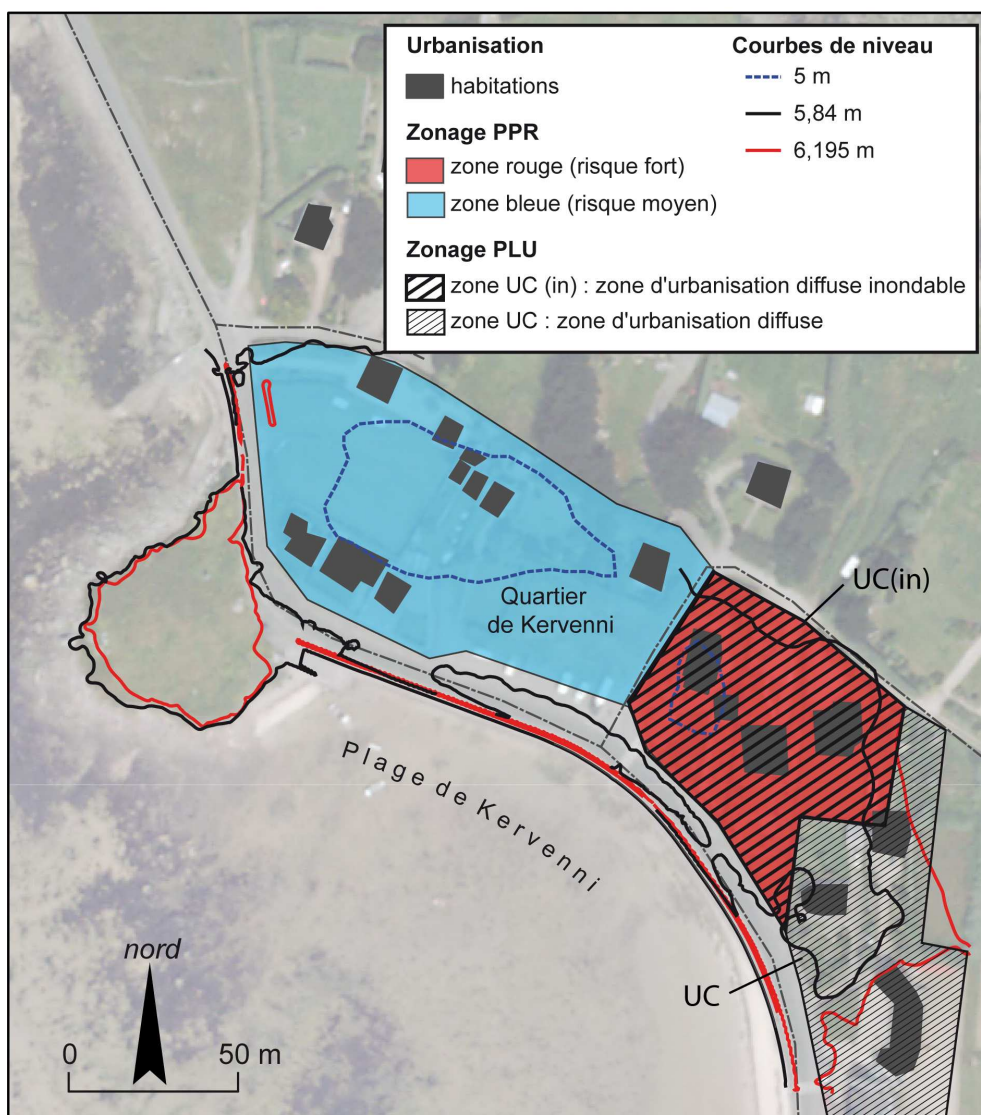 Urbanisation
habitations
Zonage PPR
zone rouge (risque fort)
zone bleue (risque moyen)
Zonage PLU
zone UC (in) : zone d'urbanisation diffuse inondable
zone UC : zone d'urbanisation diffuse
Courbes de niveau
5 m
5,84 m
6,195 m
UC(in)
Quartier
de Kervenni
Plage de Kervenni
UC
nord
0 50 m